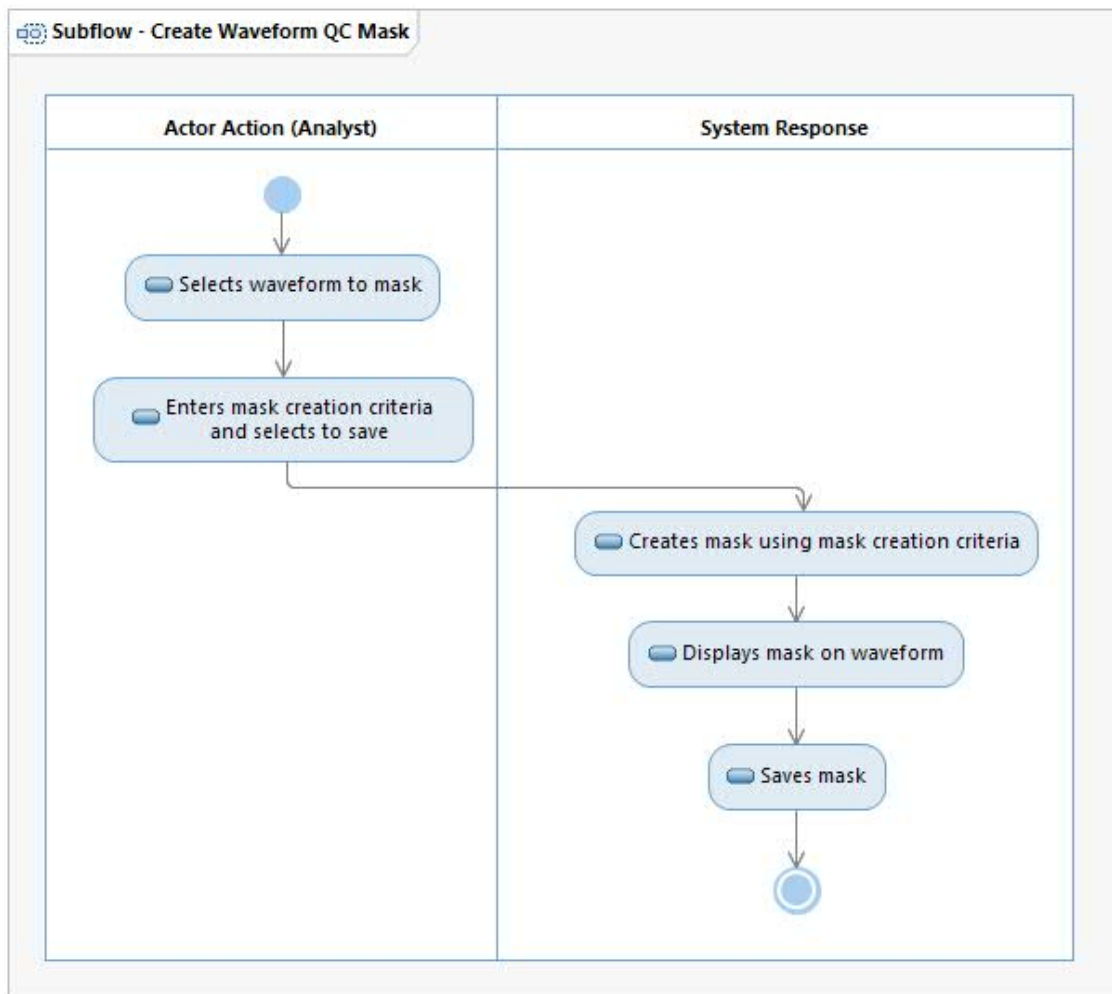 Subflow - Create Waveform QC Mask
Actor Action (Analyst)
System Response
Selects waveform to mask
Enters mask creation criteria
and selects to save
Creates mask using mask creation criteria
Displays mask on waveform
Saves mask